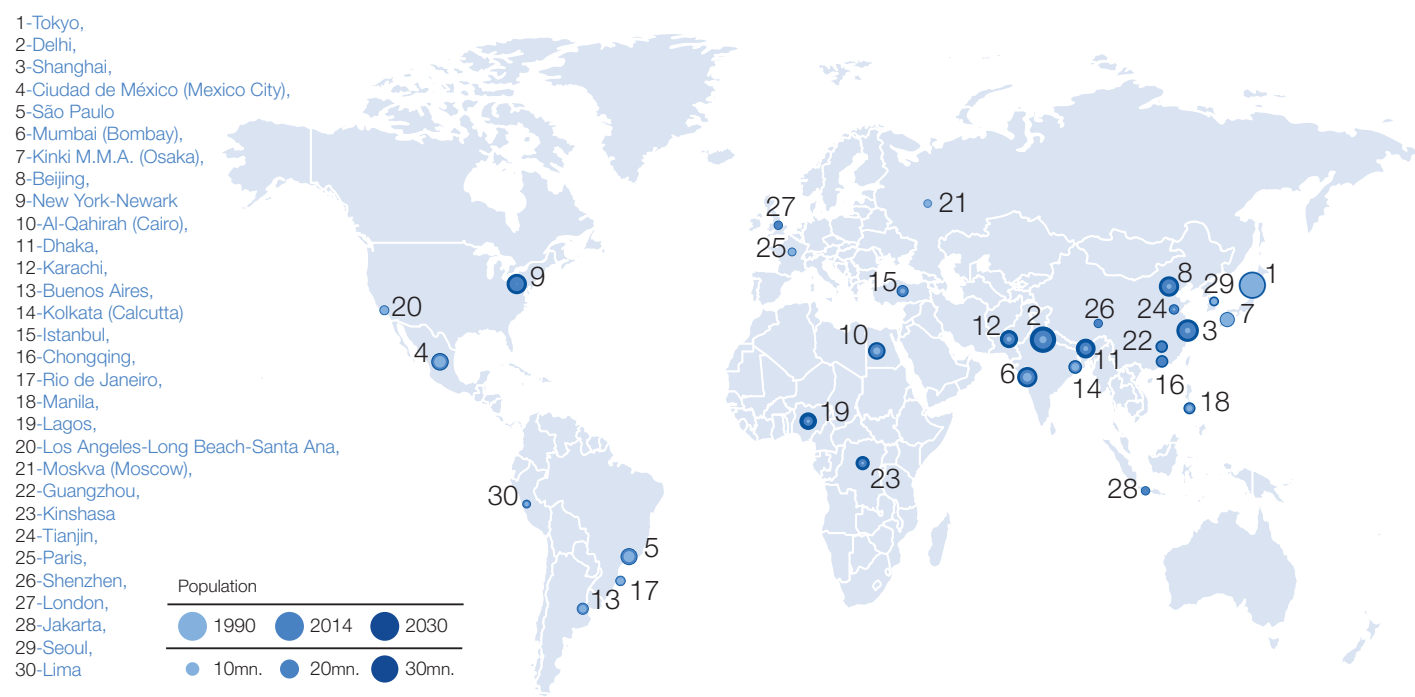 1-Tokyo,
2-Delhi,
3-Shanghai,
4-Ciudad de México (Mexico City),
5-São Paulo
6-Mumbai (Bombay),
7-Kinki M.M.A. (Osaka),
8-Beijing,
9-New York-Newark
10-Al-Qahirah (Cairo),
11-Dhaka,
12-Karachi,
13-Buenos Aires,
14-Kolkata (Calcutta)
15-Istanbul,
16-Chongqing,
17-Rio de Janeiro,
18-Manila,
19-Lagos,
20-Los Angeles-Long Beach-Santa Ana,
21-Moskva (Moscow),
22-Guangzhou,
23-Kinshasa
24-Tianjin,
25-Paris,
26-Shenzhen,
27-London,
28-Jakarta,
29-Seoul,
30-Lima
Population
1990 2014 2030
10mn. 20mn. 30mn.
27
21
25
15
8
29
1
9
20
24
7
26
2
12
3
10
22
4
11
6
16
14
18
19
23
30
28
5
17
13